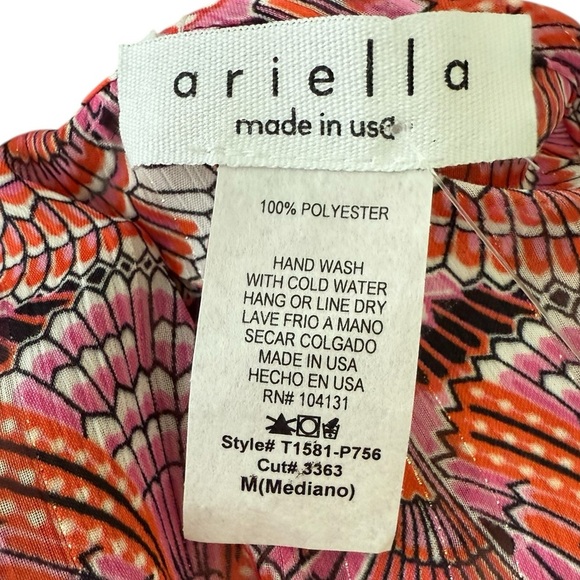 ariella
made in usa
100% POLYESTER
HAND WASH
WITH COLD WATER
HANG OR LINE DRY
LAVE FRIO A MANO
SECAR COLGADO
MADE IN USA
HECHO EN USA
RN# 104131
Style# T1581-P756
Cut# 3363
M(Mediano)